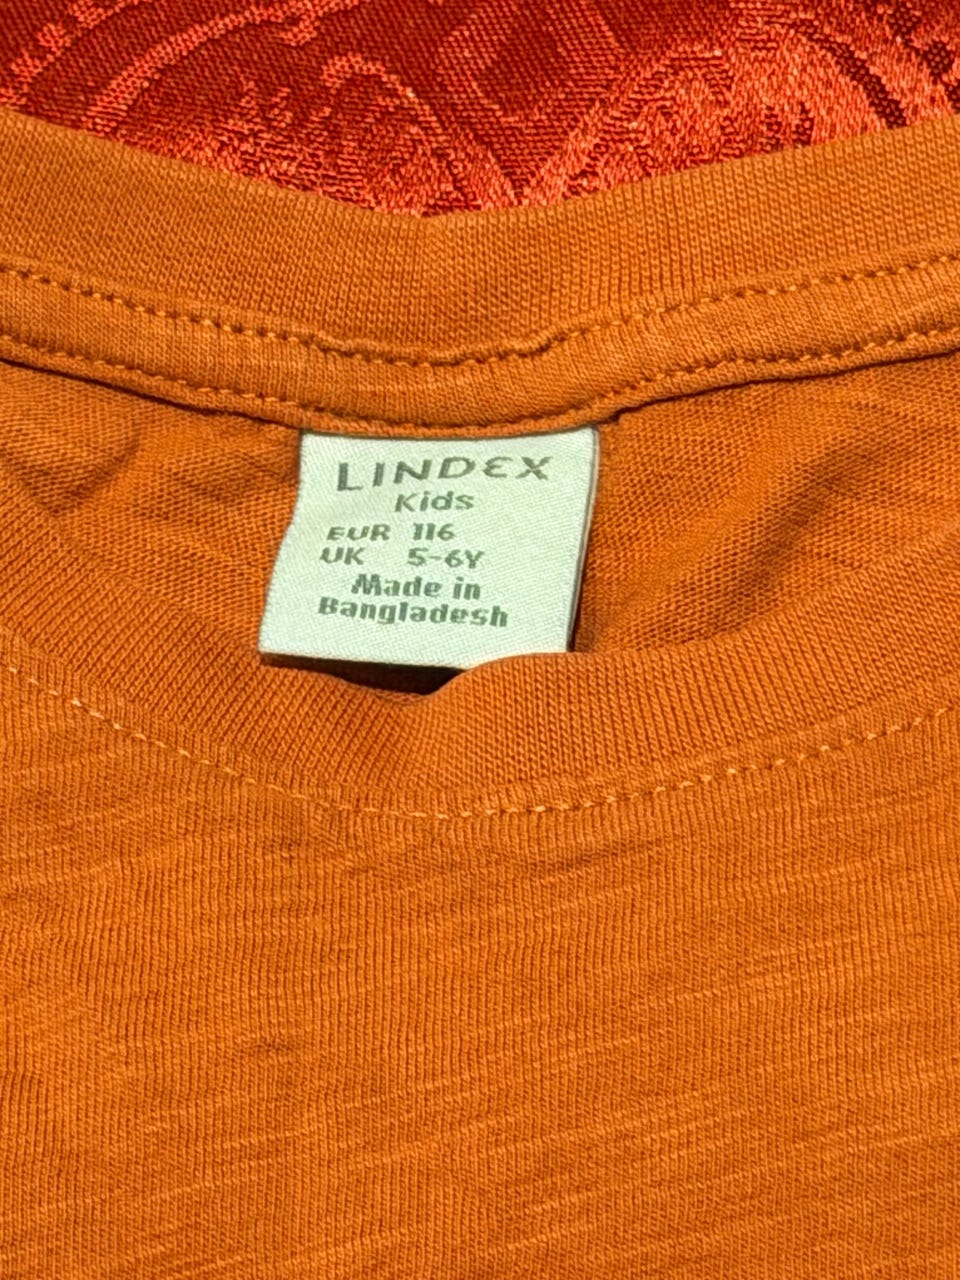 LINDEX
Kids
EUR 116
UK 5-6Y
Made in
Bangladesh